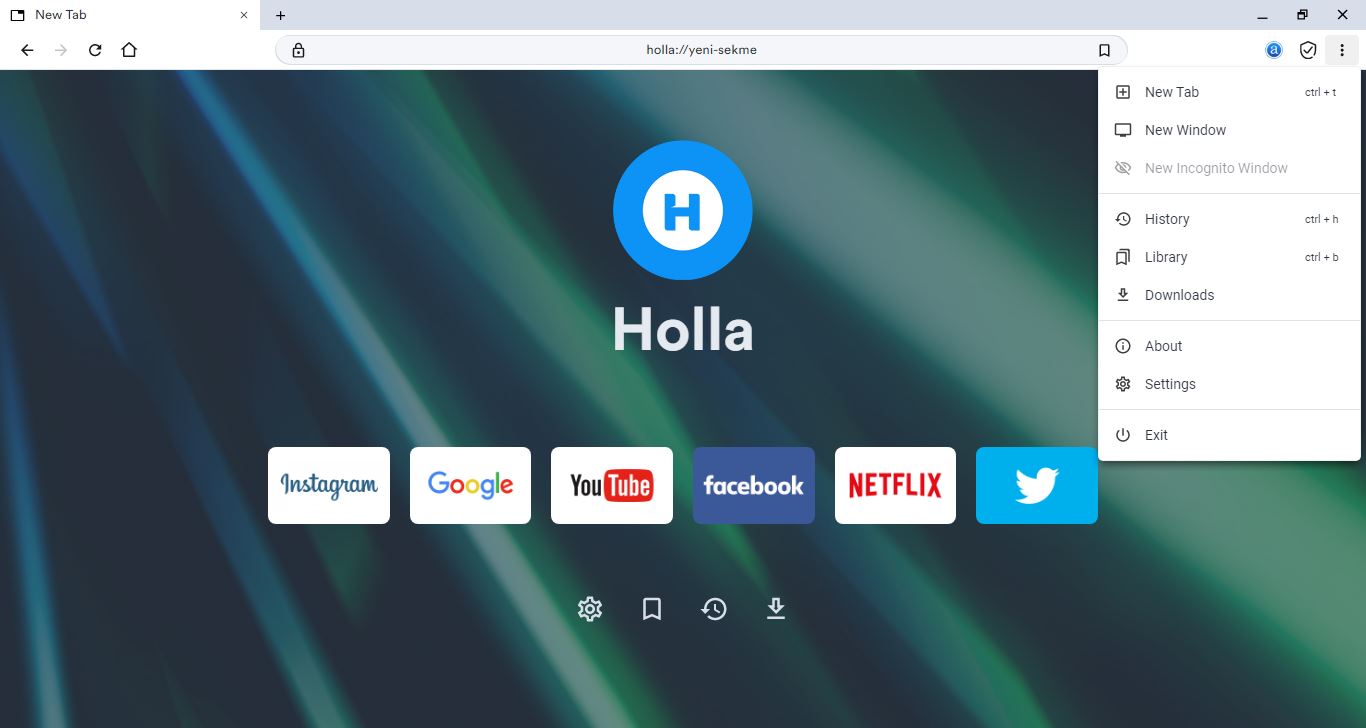 New Tab
holla://yeni-sekme
a
New Tab ctrl + t
New Window
New Incognito Window
History ctrl + h
Library ctrl + b
Downloads
About
Settings
Exit
H
Holla
Instagram Google YouTube facebook NETFLIX